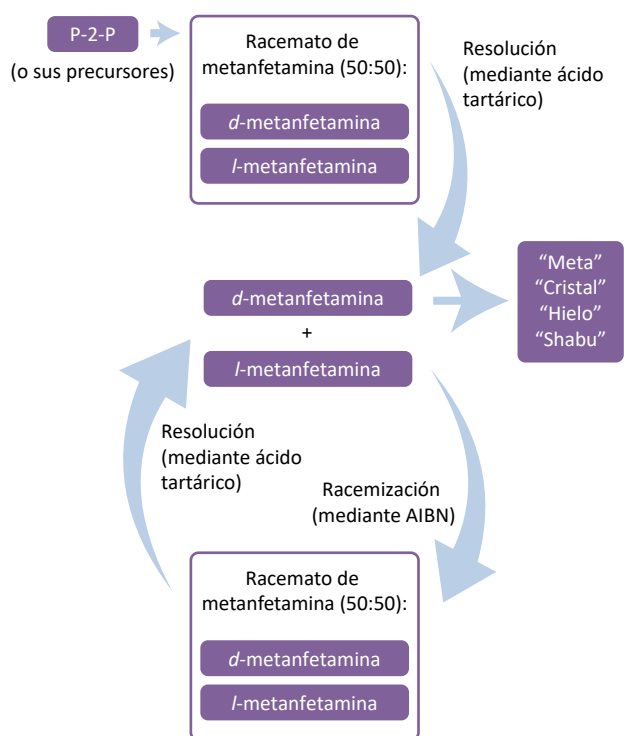 P-2-P
(o sus precursores)
Racemato de
metanfetamina (50:50):
d-metanfetamina
l-metanfetamina
Resolución
(mediante ácido
tartárico)
d-metanfetamina
+
l-metanfetamina
“Meta”
“Cristal”
“Hielo”
“Shabu”
Resolución
(mediante ácido
tartárico)
Racemización
(mediante AIBN)
Racemato de
metanfetamina (50:50):
d-metanfetamina
l-metanfetamina